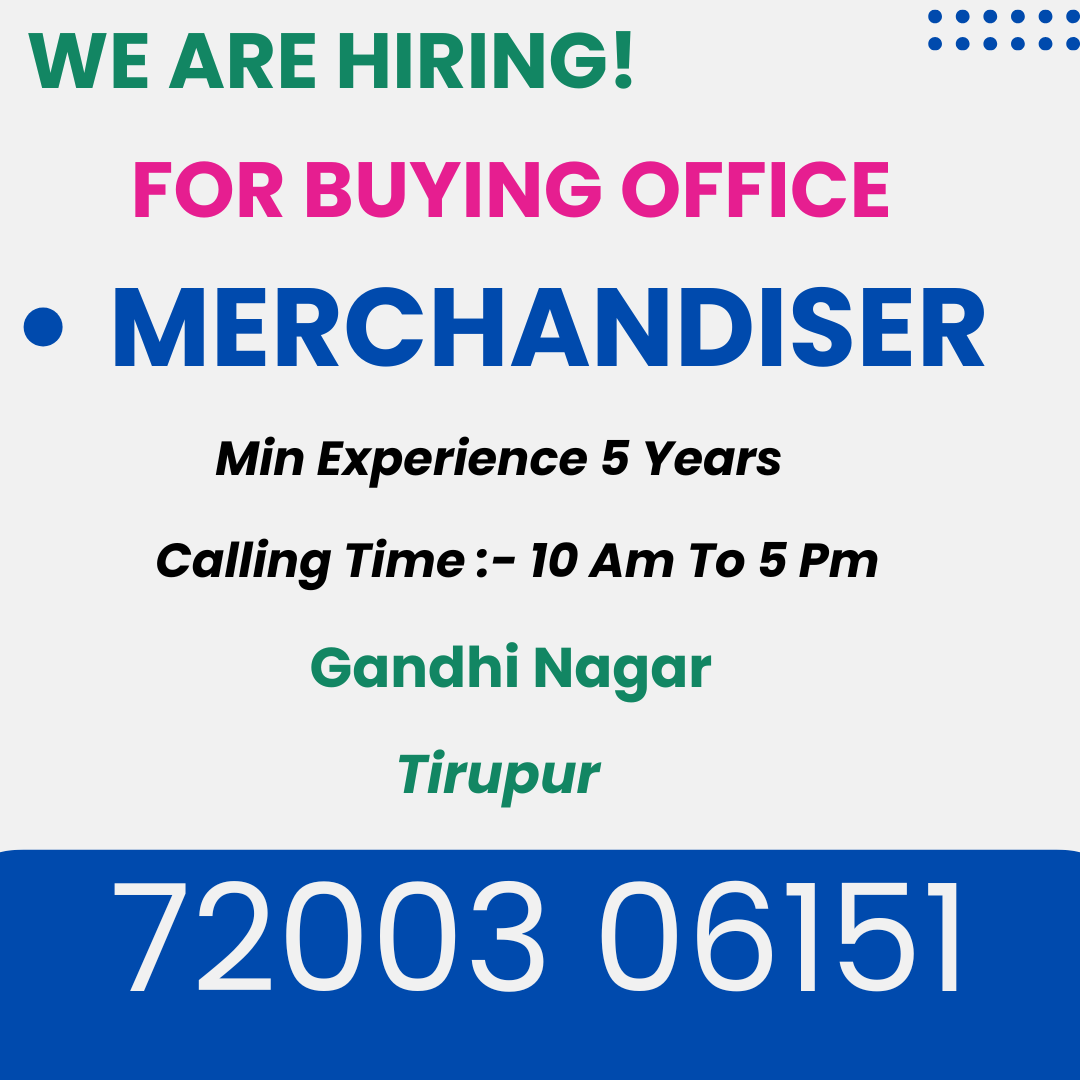 WE ARE HIRING!
FOR BUYING OFFICE
• MERCHANDISER
Min Experience 5 Years
Calling Time :- 10 Am To 5 Pm
Gandhi Nagar
Tirupur
72003 06151